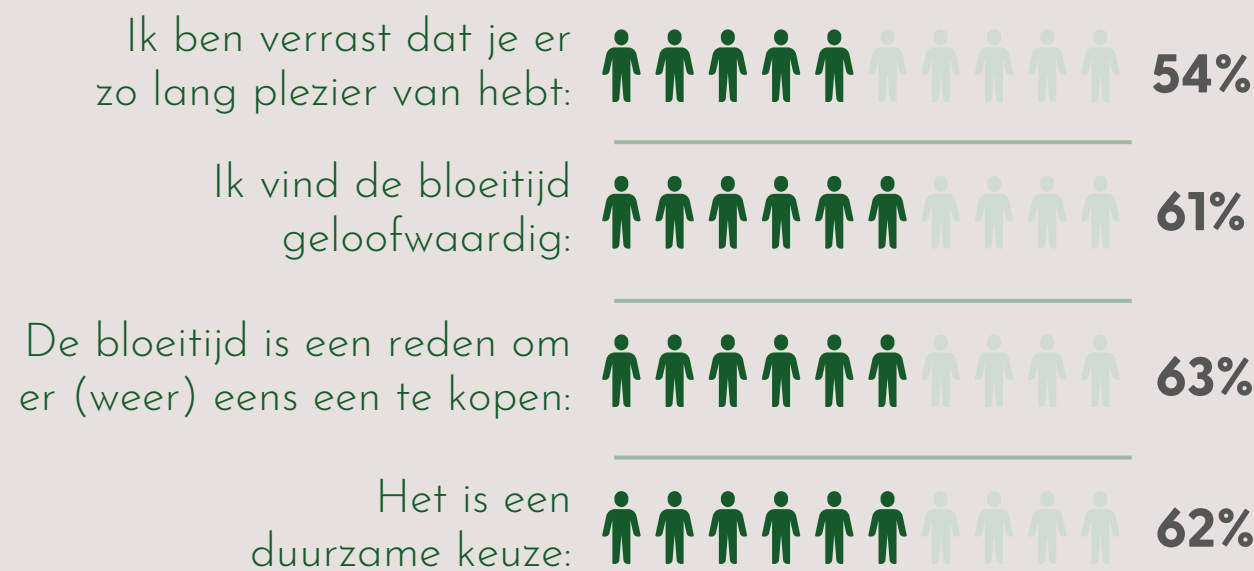 Ik ben verrast dat je er
zo lang plezier van hebt:
54%
Ik vind de bloeitijd
geloofwaardig:
61%
De bloeitijd is een reden om
er (weer) eens een te kopen:
63%
Het is een
duurzame keuze:
62%